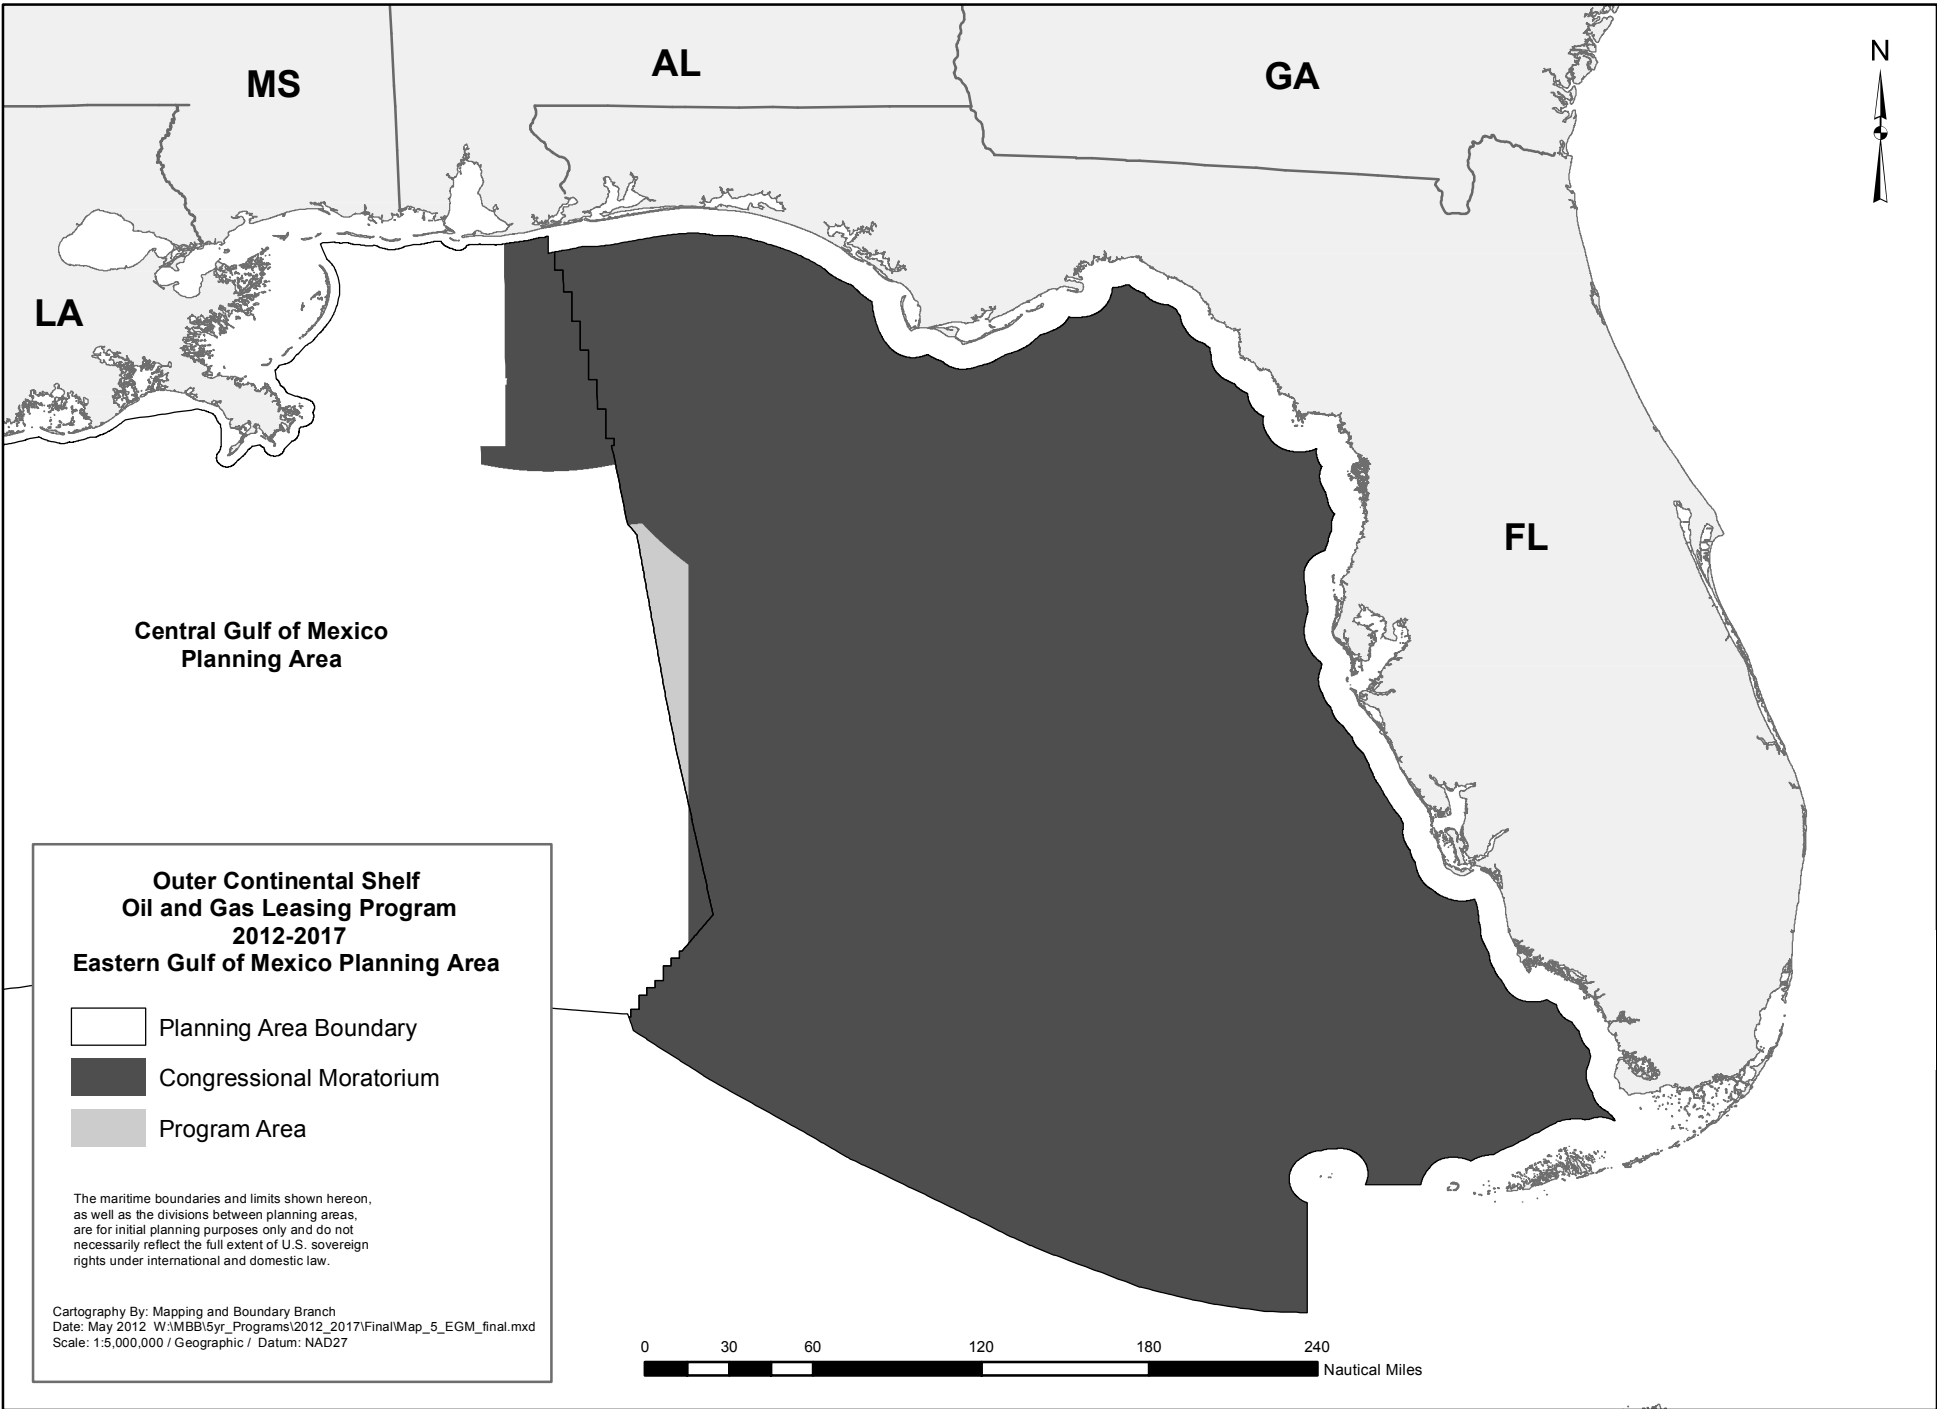 MS
AL
GA
N
LA
FL
Central Gulf of Mexico
Planning Area
Outer Continental Shelf
Oil and Gas Leasing Program
2012-2017
Eastern Gulf of Mexico Planning Area
Planning Area Boundary
Congressional Moratorium
Program Area
The maritime boundaries and limits shown hereon,
as well as the divisions between planning areas,
are for initial planning purposes only and do not
necessarily reflect the full extent of U.S. sovereign
rights under international and domestic law.
Cartography By: Mapping and Boundary Branch
Date: May 2012 W:\MBB\5yr_Programs\2012_2017\Final\Map_5_EGM_final.mxd
Scale: 1:5,000,000 / Geographic / Datum: NAD27
0 30 60 120 180 240
Nautical Miles